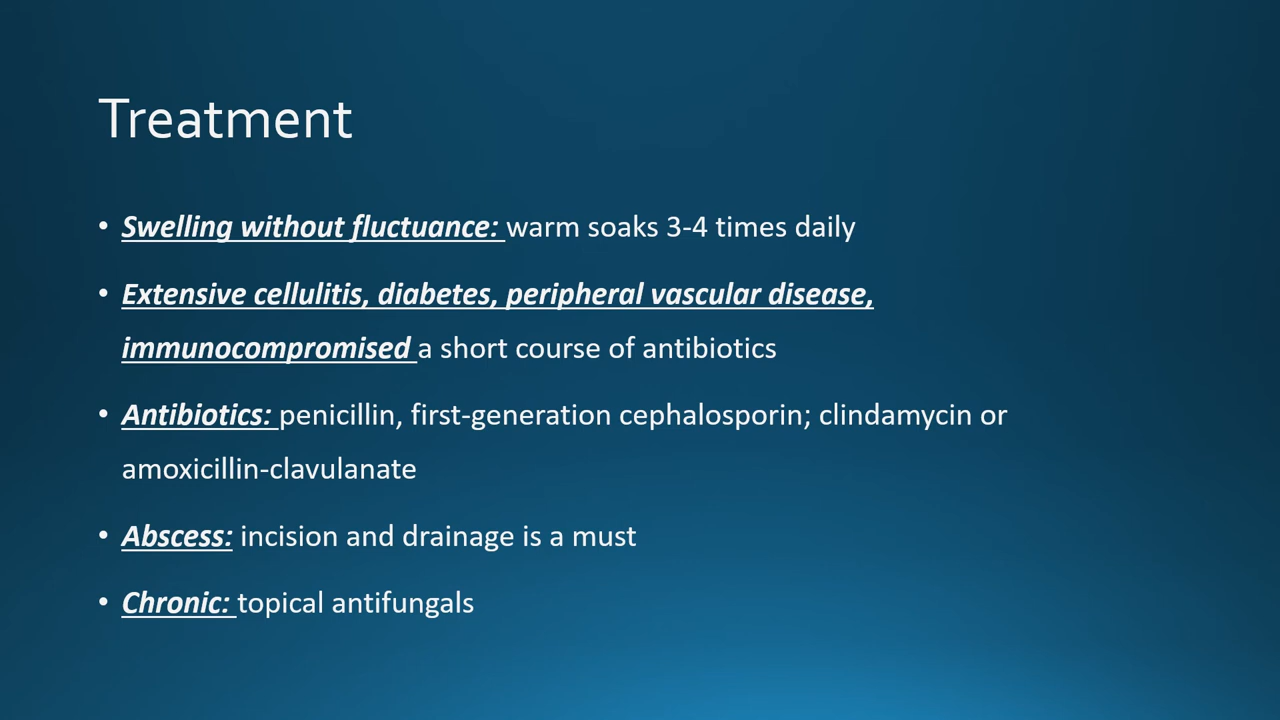 Treatment
• Swelling without fluctuance: warm soaks 3-4 times daily
• Extensive cellulitis, diabetes, peripheral vascular disease,
immunocompromised a short course of antibiotics
• Antibiotics: penicillin, first-generation cephalosporin; clindamycin or
amoxicillin-clavulanate
• Abscess: incision and drainage is a must
• Chronic: topical antifungals